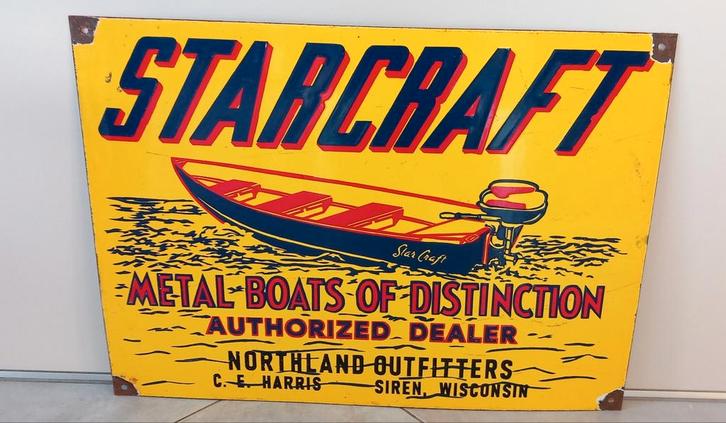 STARCRAFT
Star Craft
METAL BOATS OF DISTINCTION
AUTHORIZED DEALER
NORTHLAND OUTFITTERS
C. E. HARRIS SIREN, WISCONSIN